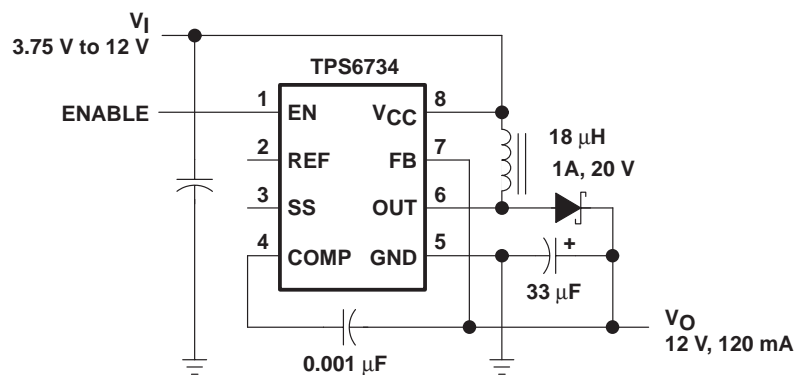 VI
3.75 V to 12 V
TPS6734
ENABLE
1
EN
VCC
8
2
REF
FB
7
3
SS
OUT
6
4
COMP
GND
5
18 μH
1A, 20 V
+
33 μF
0.001 μF
VO
12 V, 120 mA